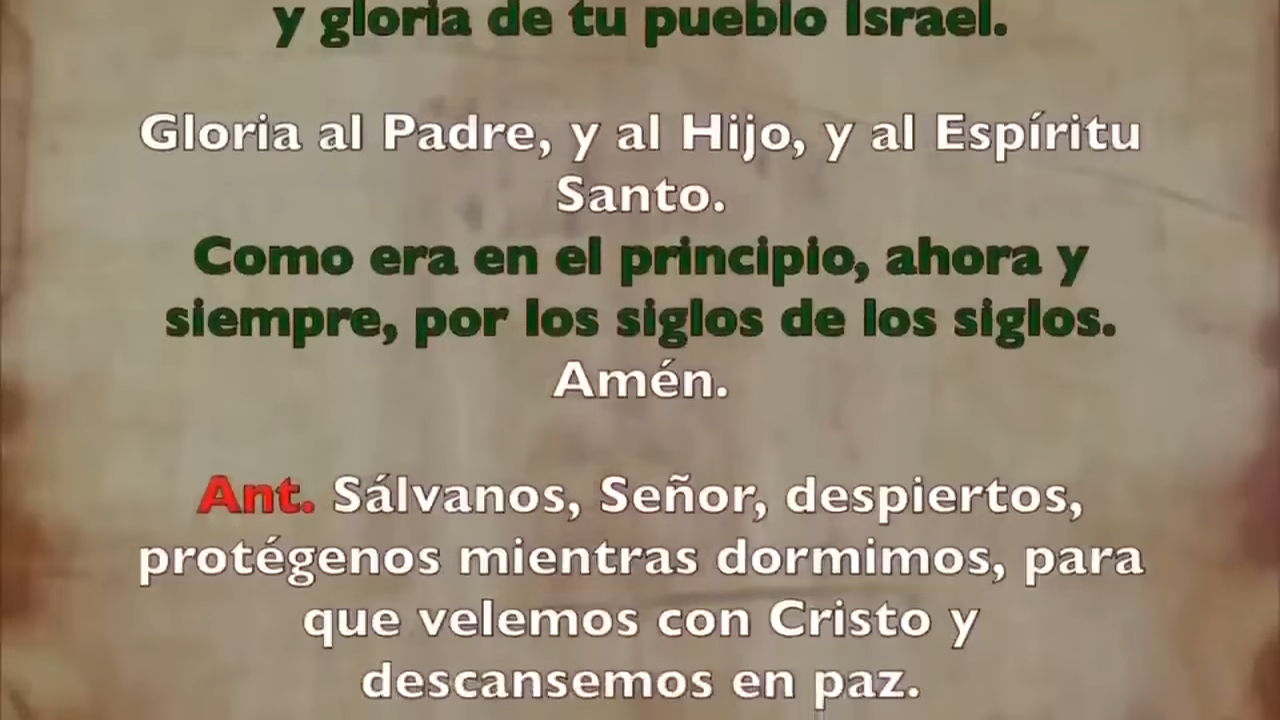 y gloria de tu pueblo Israel.
Gloria al Padre, y al Hijo, y al Espíritu
Santo.
Como era en el principio, ahora y
siempre, por los siglos de los siglos.
Amén.
Ant. Sálvanos, Señor, despiertos,
protégenos mientras dormimos, para
que velemos con Cristo y
descansemos en paz.